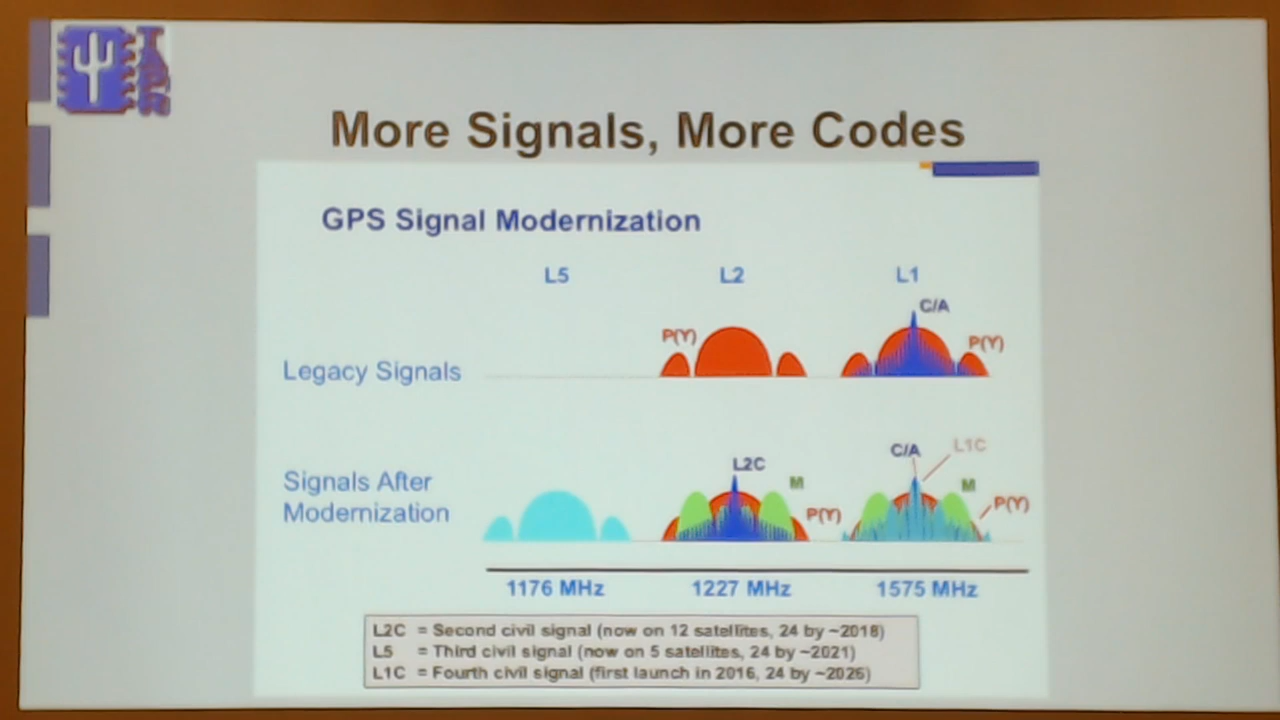 TAPR
More Signals, More Codes
GPS Signal Modernization
L5 L2 L1
C/A
P(Y) P(Y)
Legacy Signals
C/A L1C
L2C
Signals After
Modernization
M M
P(Y) P(Y)
1176 MHz 1227 MHz 1575 MHz
L2C = Second civil signal (now on 12 satellites, 24 by ~2018)
L5 = Third civil signal (now on 5 satellites, 24 by ~2021)
L1C = Fourth civil signal (first launch in 2016, 24 by ~2026)